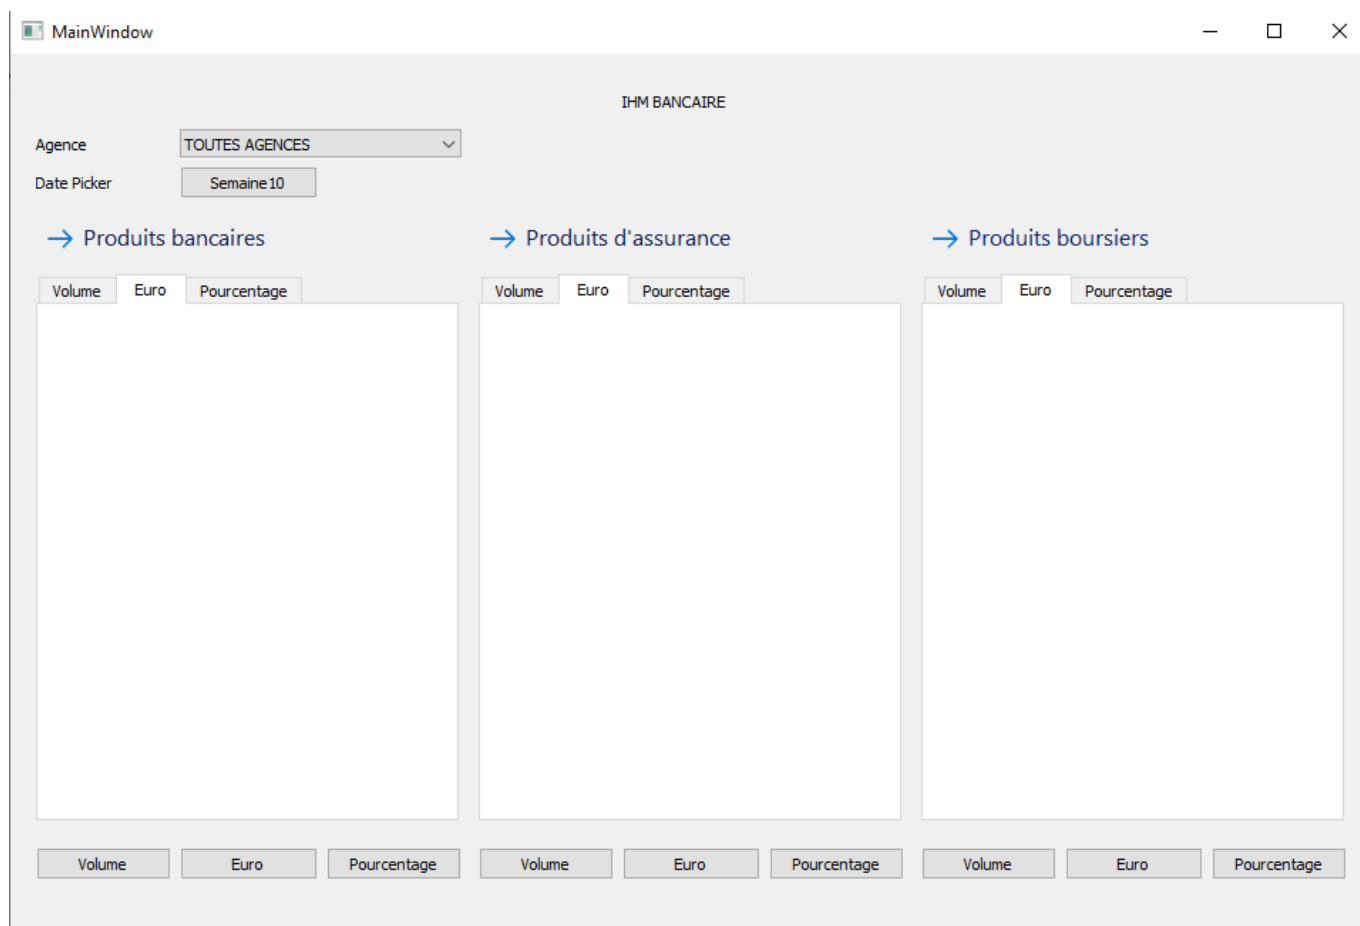 MainWindow
IHM BANCAIRE
Agence TOUTES AGENCES
Date Picker Semaine 10
→ Produits bancaires → Produits d'assurance → Produits boursiers
Volume Euro Pourcentage Volume Euro Pourcentage Volume Euro Pourcentage
Volume Euro Pourcentage Volume Euro Pourcentage Volume Euro Pourcentage